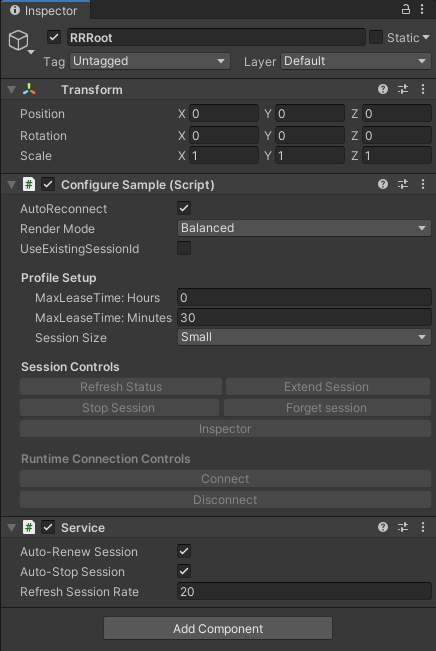 Inspector
RRRoot Static
Tag Untagged Layer Default
Transform
Position X 0 Y 0 Z 0
Rotation X 0 Y 0 Z 0
Scale X 1 Y 1 Z 1
# Configure Sample (Script)
AutoReconnect
Render Mode Balanced
UseExistingSessionId
Profile Setup
MaxLeaseTime: Hours 0
MaxLeaseTime: Minutes 30
Session Size Small
Session Controls
Refresh Status Extend Session
Stop Session Forget session
Inspector
Runtime Connection Controls
Connect
Disconnect
# Service
Auto-Renew Session
Auto-Stop Session
Refresh Session Rate 20
Add Component